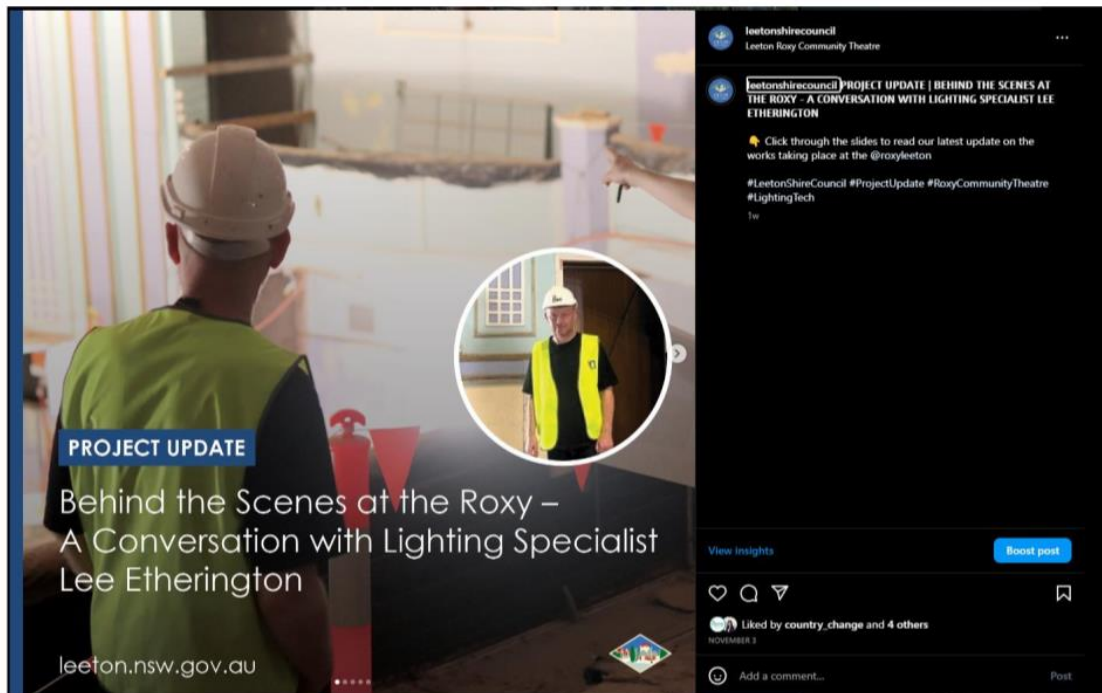 PROJECT UPDATE
Behind the Scenes at the Roxy –
A Conversation with Lighting Specialist
Lee Etherington
leeton.nsw.gov.au
leetonshirecouncil
Leeton Roxy Community Theatre
leetonshirecouncil PROJECT UPDATE | BEHIND THE SCENES AT
THE ROXY - A CONVERSATION WITH LIGHTING SPECIALIST LEE
ETHERINGTON
👇 Click through the slides to read our latest update on the
works taking place at the @roxyleeton
#LeetonShireCouncil #ProjectUpdate #RoxyCommunityTheatre
#LightingTech
1w
View insights
Boost post
Liked by country_change and 4 others
NOVEMBER 3
Add a comment...
Post